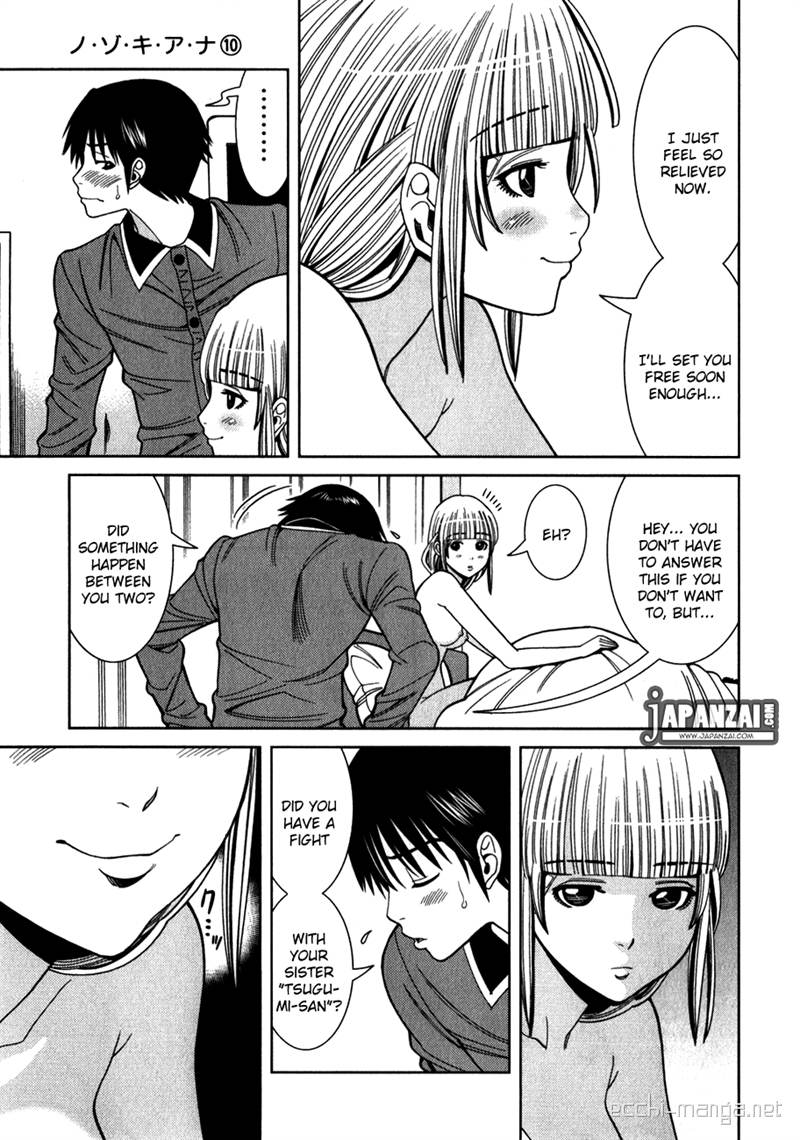 ノ・ゾ・キ・ア・ナ⑩
I JUST
FEEL SO
RELIEVED
NOW.
I'LL SET YOU
FREE SOON
ENOUGH...
........
HEY... YOU
DON'T HAVE
TO ANSWER
THIS IF YOU
DON'T WANT
TO, BUT...
EH?
DID
SOMETHING
HAPPEN
BETWEEN
YOU TWO?
JAPANZAI.COM
WWW.JAPANZAI.COM
DID YOU
HAVE A
FIGHT
WITH
YOUR
SISTER
"TSUGU-
MI-SAN"?
ク…ッ
ecchi-manga.net